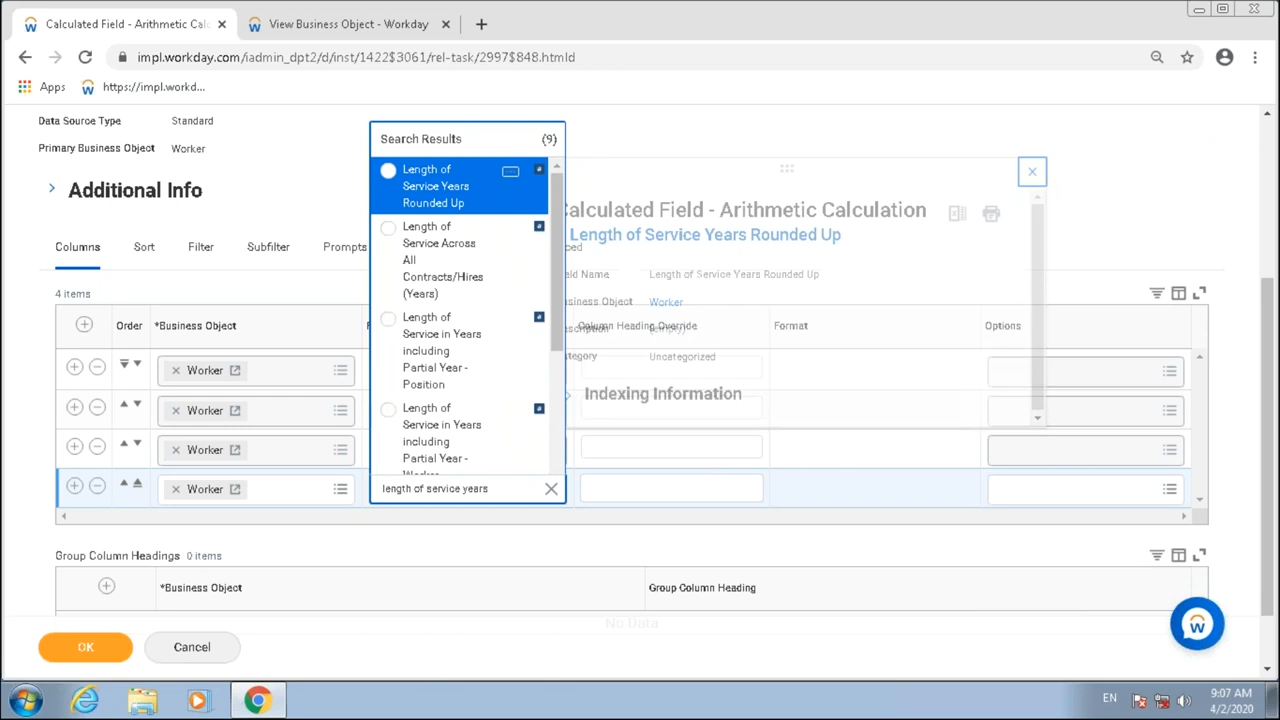 Calculated Field - Arithmetic Calc
View Business Object - Workday
impl.workday.com/iadmin_dpt2/d/inst/1422$3061/rel-task/2997$848.htmld
Apps
https://impl.workd...
Data Source Type Standard
Primary Business Object Worker
Additional Info
Columns Sort Filter Subfilter Prompts
Search Results (9)
Length of
Service Years
Rounded Up
Length of
Service Across
All
Contracts/Hires
(Years)
Length of
Service in Years
including
Partial Year -
Position
Length of
Service in Years
including
Partial Year -
Worker
length of service years
Calculated Field - Arithmetic Calculation
Length of Service Years Rounded Up
Field Name Length of Service Years Rounded Up
Business Object Worker
Category Uncategorized
Indexing Information
4 items
Order *Business Object Column Heading Override Format Options
Worker
Worker
Worker
Worker
Group Column Headings 0 items
*Business Object Group Column Heading
No Data
OK Cancel
EN
9:07 AM
4/2/2020